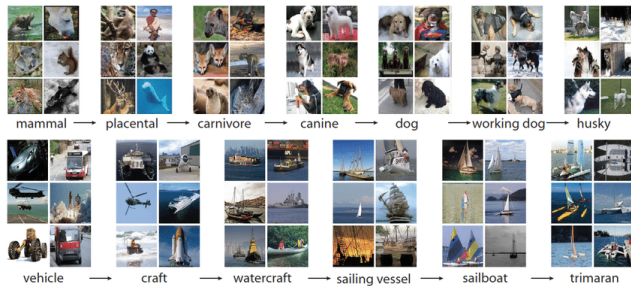 mammal → placental → carnivore → canine → dog → working dog → husky
vehicle → craft → watercraft → sailing vessel → sailboat → trimaran